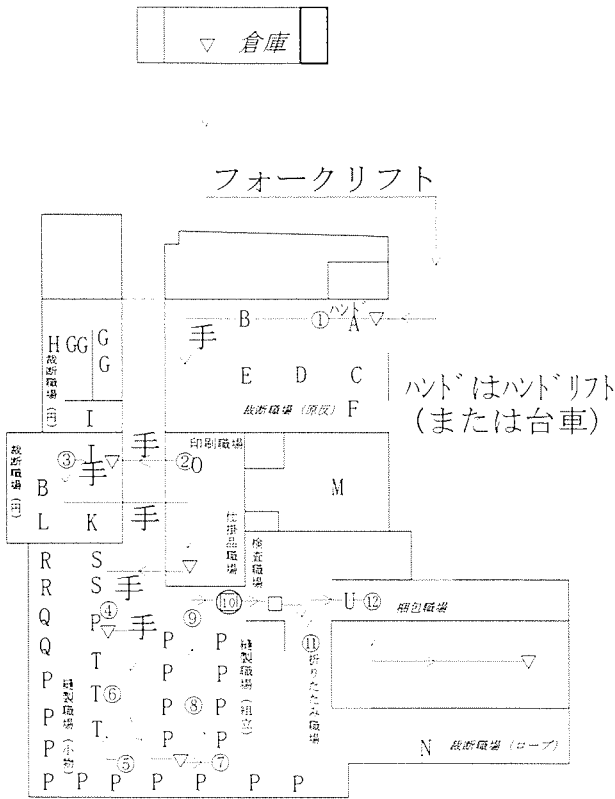 倉庫
フォークリフト
H GG G
G
I
裁断職場(円)
B ① ハンド A
手
E D C
裁断職場(原反) F
ハンドはハンドリフト
(または台車)
裁断職場(円)
③ I 手
手
B
L K 手
印刷職場
②O
仕掛品職場
検査職場
M
R S
R S 手
Q ④ P 手
Q T
P T ⑥
P T
P ⑤
P
縫製職場(小物)
⑨ ⑩
P P
P P
P ⑧ P
P P
⑦
縫製職場(組立)
P P P P P P P P
⑪
折りたたみ職場
U ⑫ 梱包職場
N 裁断職場(ロープ)